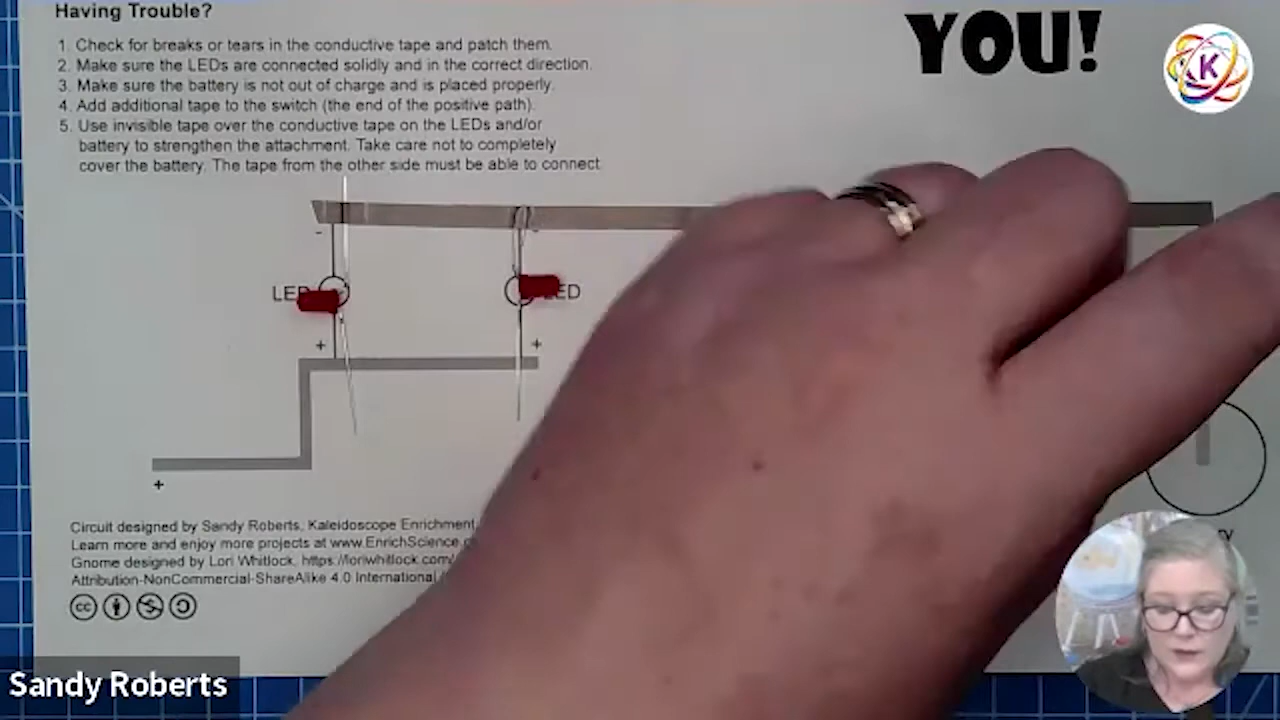 Having Trouble?
YOU!
K
1. Check for breaks or tears in the conductive tape and patch them.
2. Make sure the LEDs are connected solidly and in the correct direction.
3. Make sure the battery is not out of charge and is placed properly.
4. Add additional tape to the switch (the end of the positive path).
5. Use invisible tape over the conductive tape on the LEDs and/or
battery to strengthen the attachment. Take care not to completely
cover the battery. The tape from the other side must be able to connect.
- -
LED LED
+ +
+
Circuit designed by Sandy Roberts, Kaleidoscope Enrichment,
Learn more and enjoy more projects at www.EnrichScience.
Gnome designed by Lori Whitlock, https://loriwhitlock.com/
Attribution-NonCommercial-ShareAlike 4.0 International
cc
Sandy Roberts